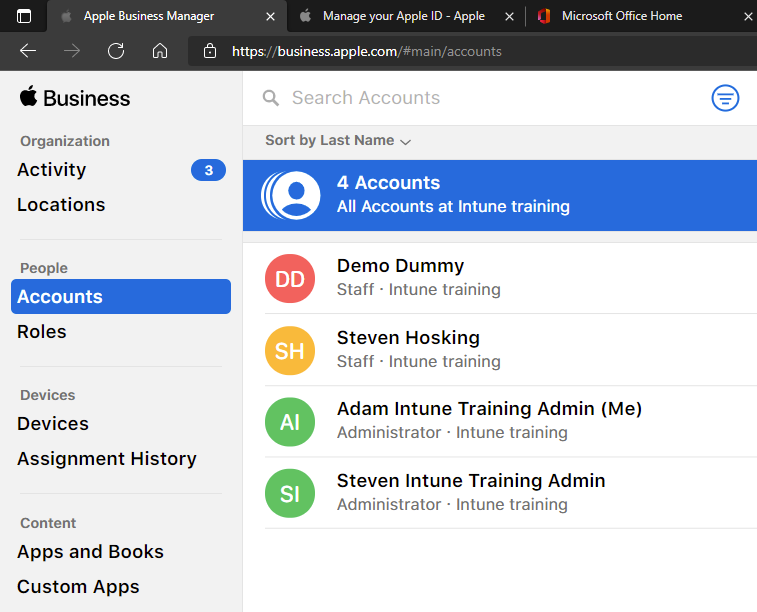 Apple Business Manager
Manage your Apple ID - Apple
Microsoft Office Home
https://business.apple.com/#main/accounts
Business
Organization
Activity 3
Locations
People
Accounts
Roles
Devices
Devices
Assignment History
Content
Apps and Books
Custom Apps
Search Accounts
Sort by Last Name
4 Accounts
All Accounts at Intune training
DD
Demo Dummy
Staff · Intune training
SH
Steven Hosking
Staff · Intune training
AI
Adam Intune Training Admin (Me)
Administrator · Intune training
SI
Steven Intune Training Admin
Administrator · Intune training